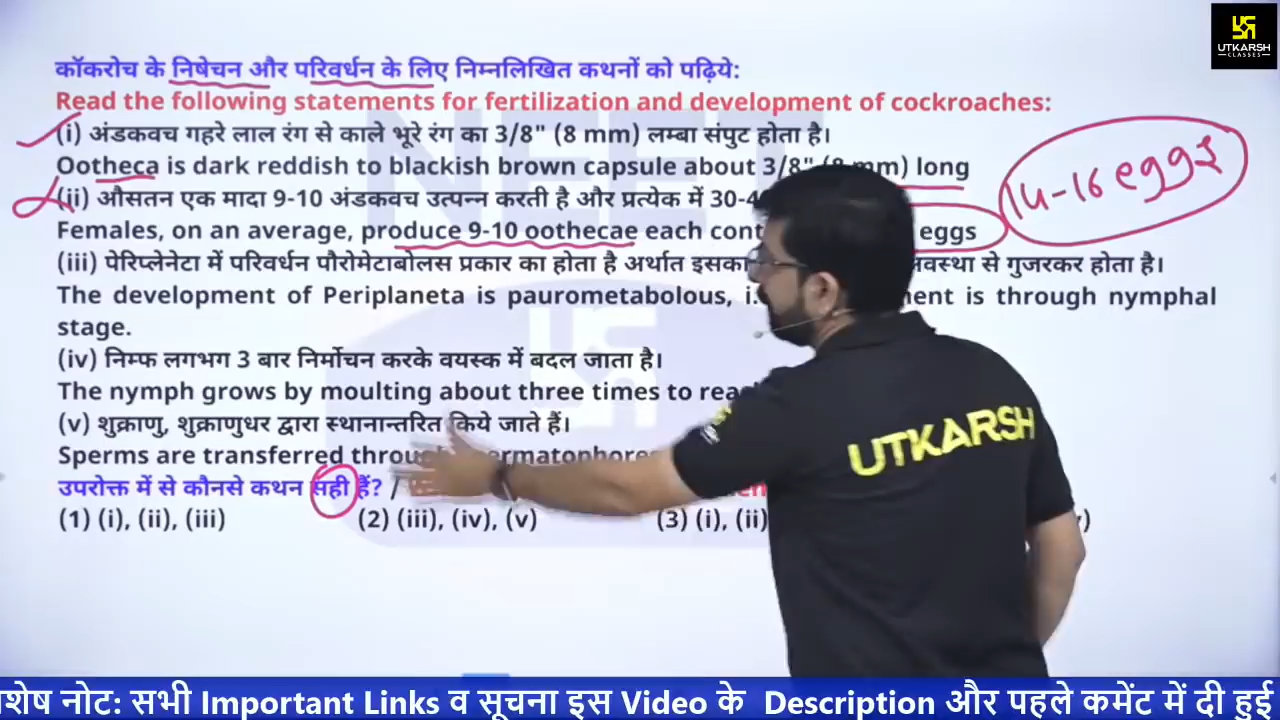 UTKARSH
CLASSES
कॉकरोच के निषेचन और परिवर्धन के लिए निम्नलिखित कथनों को पढ़िये:
Read the following statements for fertilization and development of cockroaches:
(i) अंडकवच गहरे लाल रंग से काले भूरे रंग का 3/8" (8 mm) लम्बा संपुट होता है।
Ootheca is dark reddish to blackish brown capsule about 3/8" (8 mm) long
14-16 eggs
(ii) औसतन एक मादा 9-10 अंडकवच उत्पन्न करती है और प्रत्येक में 30-4
Females, on an average, produce 9-10 oothecae each cont eggs
(iii) पेरिप्लेनेटा में परिवर्धन पौरोमेटाबोलस प्रकार का होता है अर्थात इसका वस्था से गुजरकर होता है।
The development of Periplaneta is paurometabolous, i. ment is through nymphal
stage.
(iv) निम्फ लगभग 3 बार निर्मोचन करके वयस्क में बदल जाता है।
The nymph grows by moulting about three times to rea
(v) शुक्राणु, शुक्राणुधर द्वारा स्थानान्तरित किये जाते हैं।
Sperms are transferred throu ermatophore
उपरोक्त में से कौनसे कथन सही हैं? /
(1) (i), (ii), (iii) (2) (iii), (iv), (v) (3) (i), (ii)
UTKARSH
शेष नोट: सभी Important Links व सूचना इस Video के Description और पहले कमेंट में दी हुई